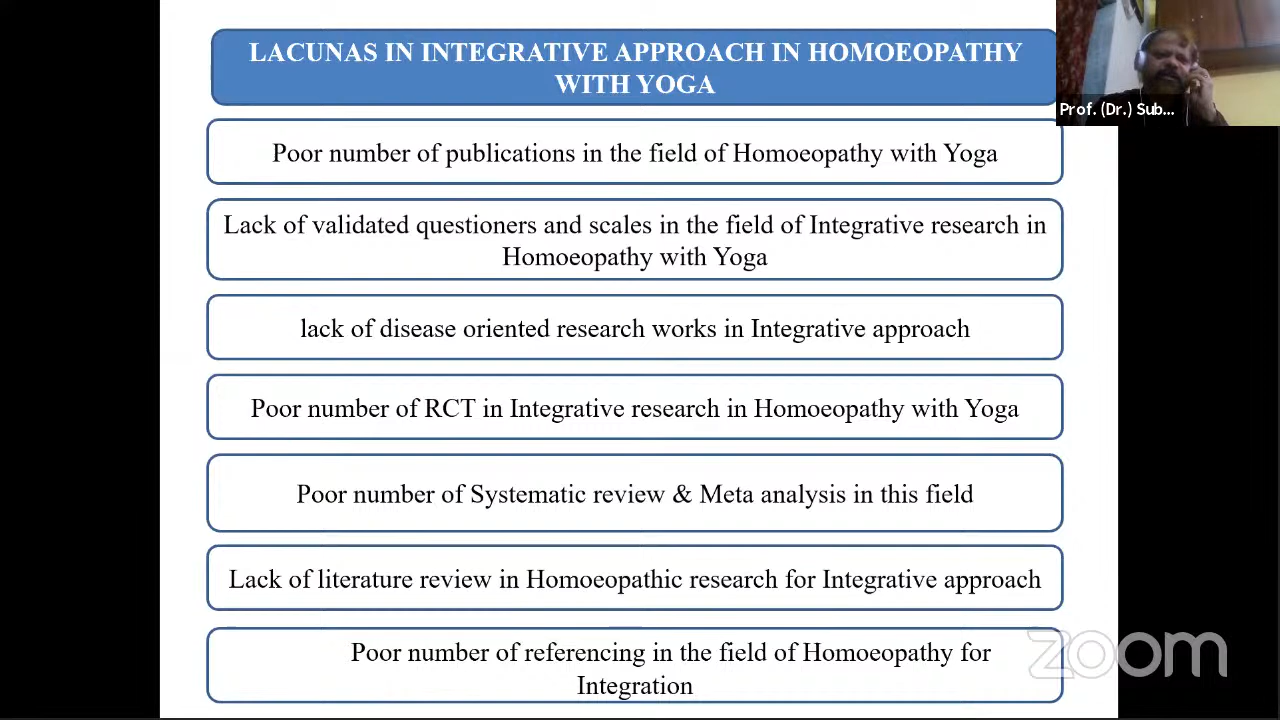 LACUNAS IN INTEGRATIVE APPROACH IN HOMOEOPATHY
WITH YOGA
Prof. (Dr.) Sub...
Poor number of publications in the field of Homoeopathy with Yoga
Lack of validated questioners and scales in the field of Integrative research in
Homoeopathy with Yoga
lack of disease oriented research works in Integrative approach
Poor number of RCT in Integrative research in Homoeopathy with Yoga
Poor number of Systematic review & Meta analysis in this field
Lack of literature review in Homoeopathic research for Integrative approach
Poor number of referencing in the field of Homoeopathy for
Integration
zoom